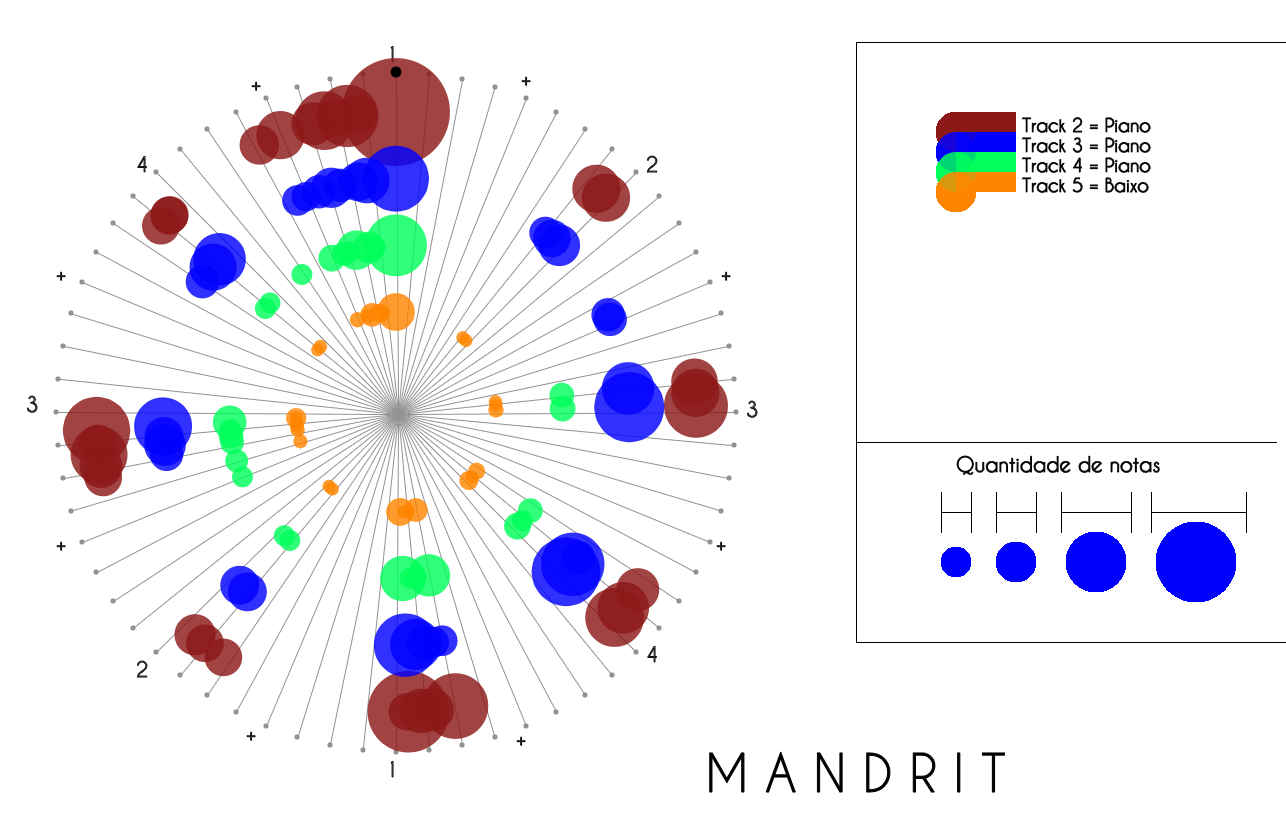 1
+
+
4
2
+
+
3
3
+
+
2
4
+
+
1
Track 2 = Piano
Track 3 = Piano
Track 4 = Piano
Track 5 = Baixo
Quantidade de notas
MANDRIT